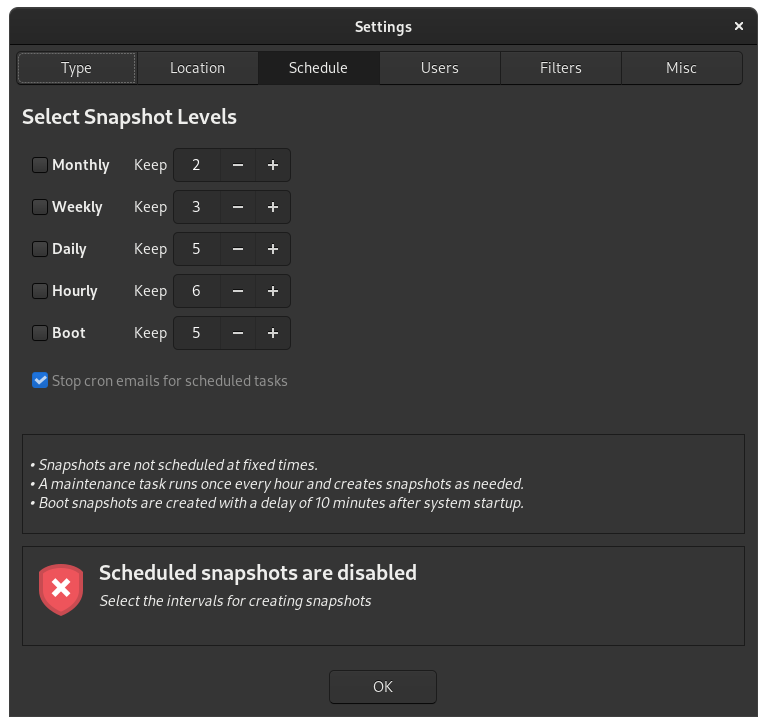 Settings
Type Location Schedule Users Filters Misc
Select Snapshot Levels
Monthly Keep 2 − +
Weekly Keep 3 − +
Daily Keep 5 − +
Hourly Keep 6 − +
Boot Keep 5 − +
Stop cron emails for scheduled tasks
• Snapshots are not scheduled at fixed times.
• A maintenance task runs once every hour and creates snapshots as needed.
• Boot snapshots are created with a delay of 10 minutes after system startup.
Scheduled snapshots are disabled
Select the intervals for creating snapshots
OK